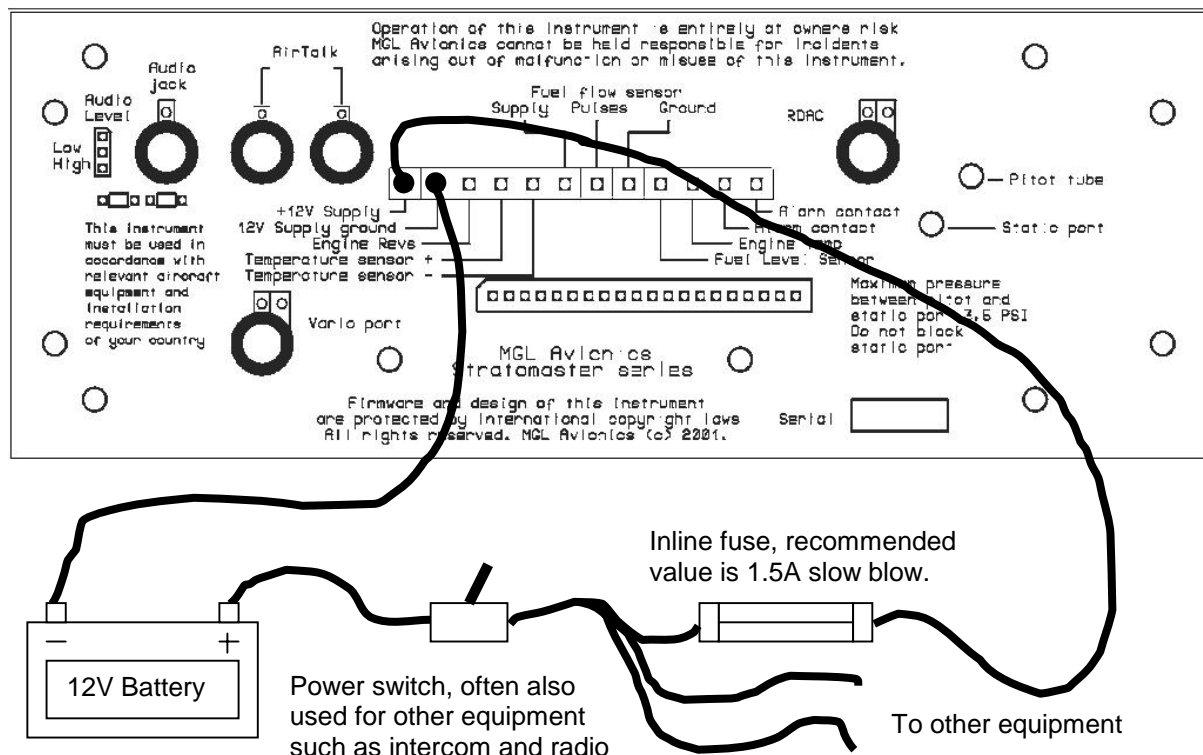 Operation of this instrument is entirely at owners risk
MGL Avionics cannot be held responsible for incidents
arising out of malfunction or misuse of this instrument.
AirTalk
Audio
jack
Audio
Level
Low
High
Fuel flow sensor
Supply Pulses Ground
RDAC
Pitot tube
Static port
+12V Supply
12V Supply ground
Engine Revs
Temperature sensor +
Temperature sensor -
Alarm contact
Alarm contact
Engine Temp
Fuel Level Sensor
This instrument
must be used in
accordance with
relevant aircraft
equipment and
installation
requirements
of your country
Vario port
Maximum pressure
between pitot and
static port 3,5 PSI
Do not block
static port
MGL Avionics
Stratomaster series
Firmware and design of this instrument
are protected by international copyright laws
All rights reserved. MGL Avionics (c) 2001.
Serial
Inline fuse, recommended
value is 1.5A slow blow.
− +
12V Battery
Power switch, often also
used for other equipment
such as intercom and radio
To other equipment